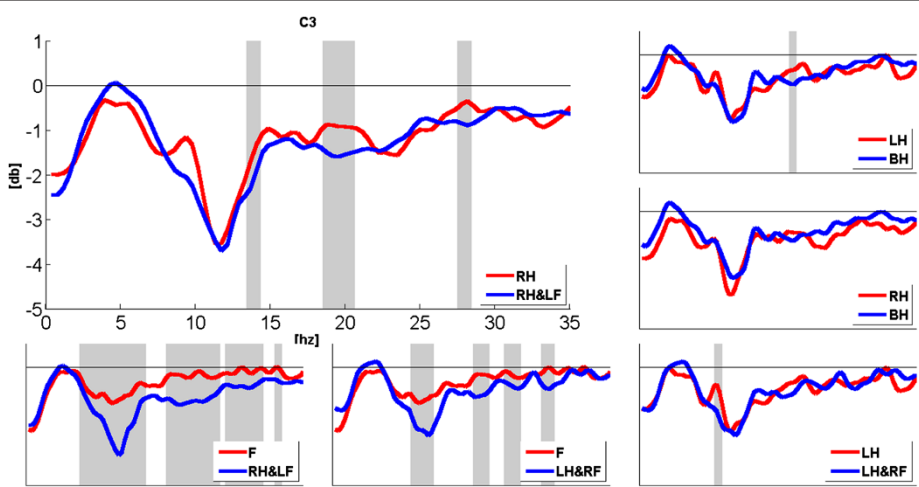 C3
1
0
-1
-2
-3
-4
-5
[db]
0 5 10 15 20 25 30 35
[hz]
RH
RH&LF
LH
BH
RH
BH
F
RH&LF
F
LH&RF
LH
LH&RF